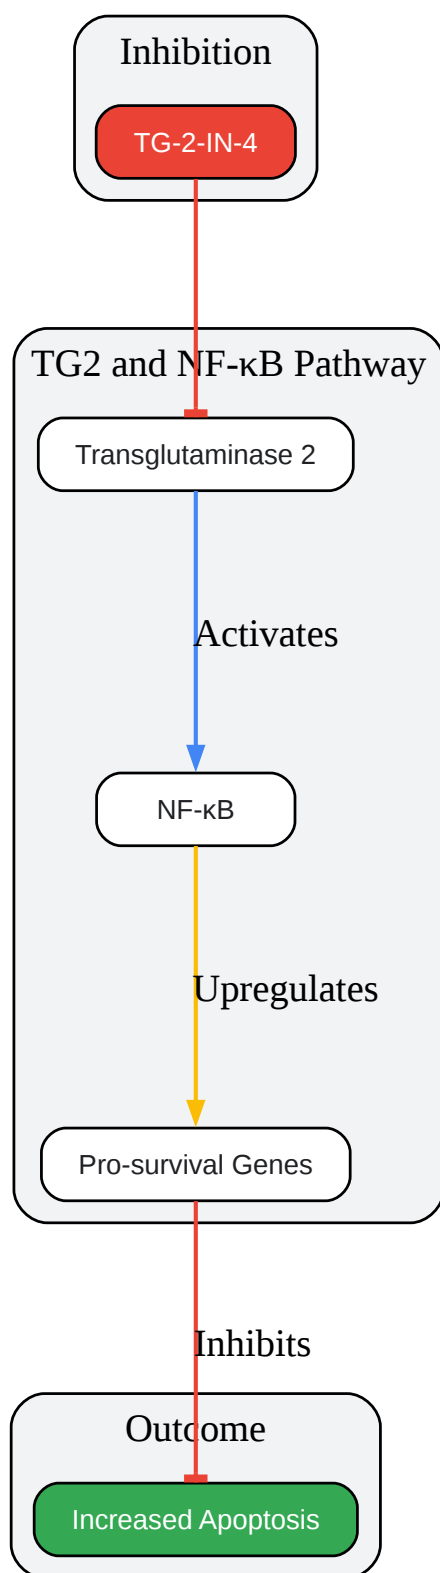 Inhibition
TG-2-IN-4
TG2 and NF-κB Pathway
Transglutaminase 2
Activates
NF-κB
Upregulates
Pro-survival Genes
Inhibits
Outcome
Increased Apoptosis